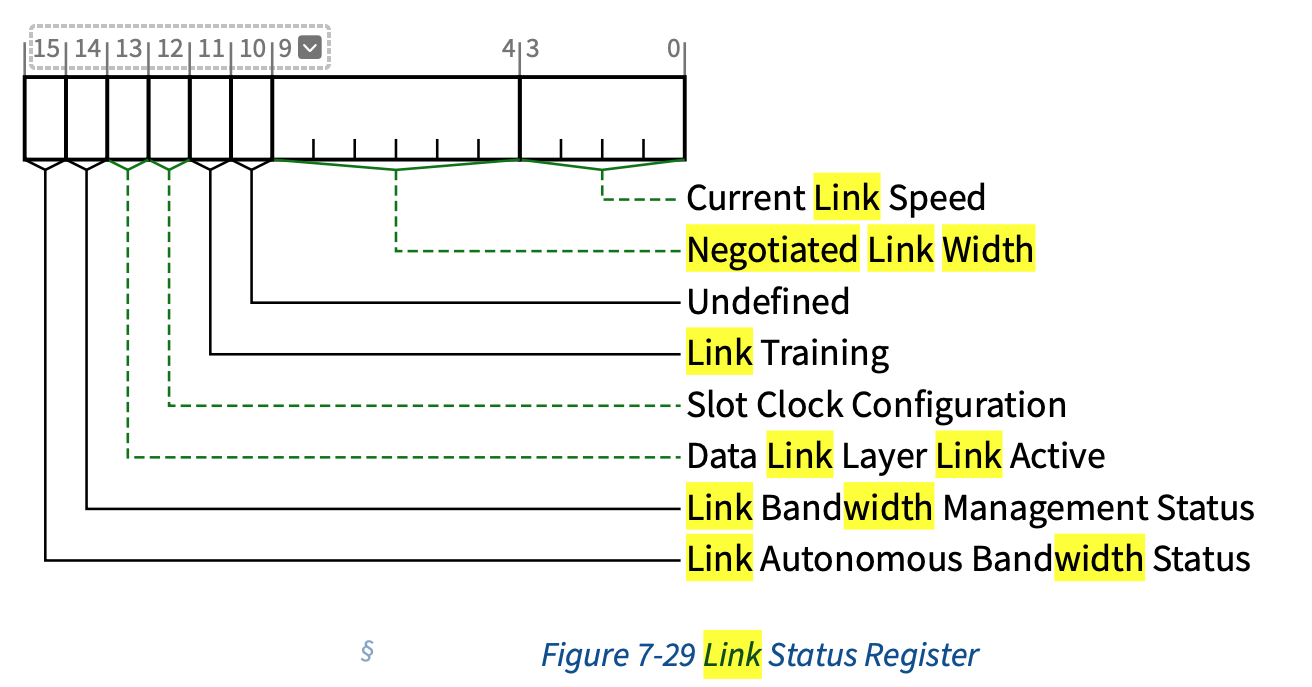 15 14 13 12 11 10 9 4 3 0
Current Link Speed
Negotiated Link Width
Undefined
Link Training
Slot Clock Configuration
Data Link Layer Link Active
Link Bandwidth Management Status
Link Autonomous Bandwidth Status
§ Figure 7-29 Link Status Register